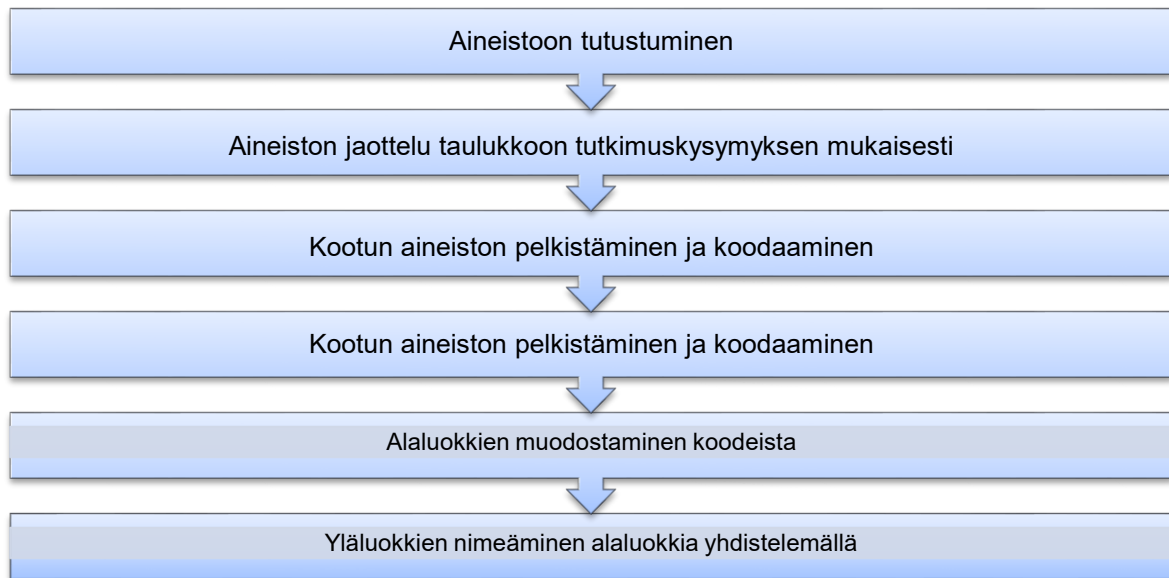 Aineistoon tutustuminen
Aineiston jaottelu taulukkoon tutkimuskysymyksen mukaisesti
Kootun aineiston pelkistäminen ja koodaaminen
Kootun aineiston pelkistäminen ja koodaaminen
Alaluokkien muodostaminen koodeista
Yläluokkien nimeäminen alaluokkia yhdistelemällä